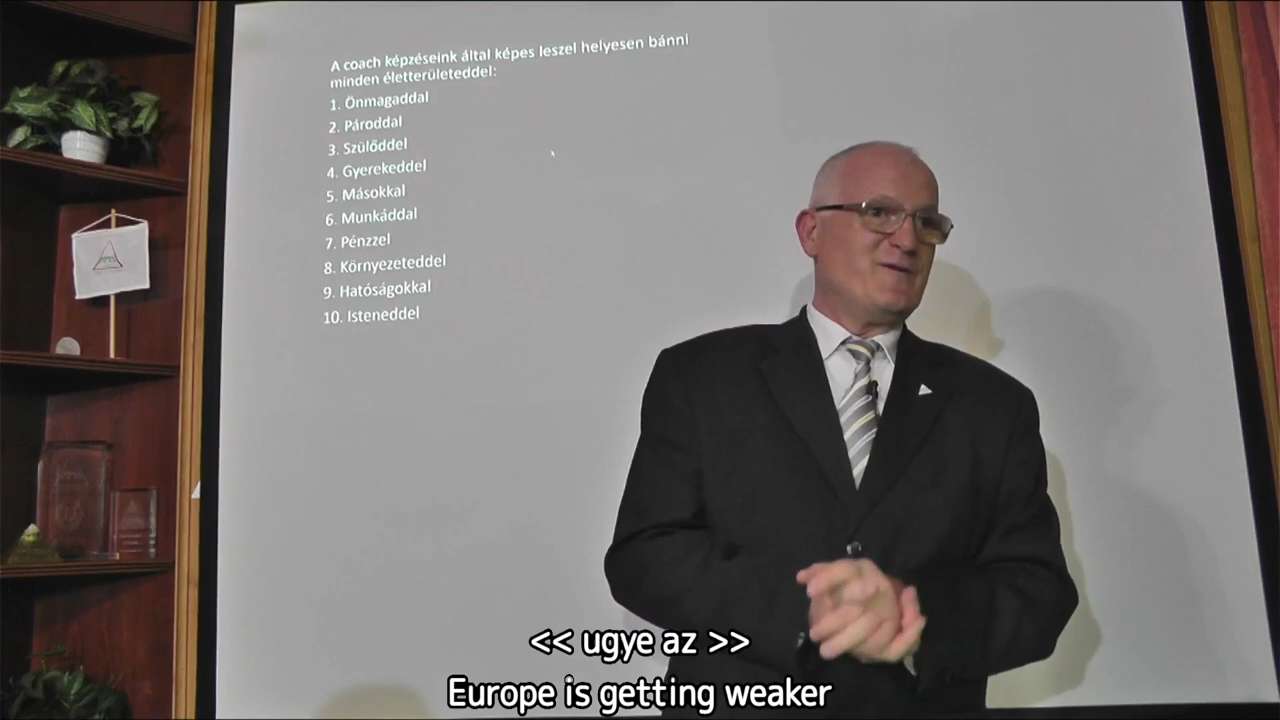 A coach képzéseink által képes leszel helyesen bánni
minden életterületeddel:
1. Önmagaddal
2. Pároddal
3. Szülőddel
4. Gyerekeddel
5. Másokkal
6. Munkáddal
7. Pénzzel
8. Környezeteddel
9. Hatóságokkal
10. Isteneddel
<< ugye az >>
Europe is getting weaker